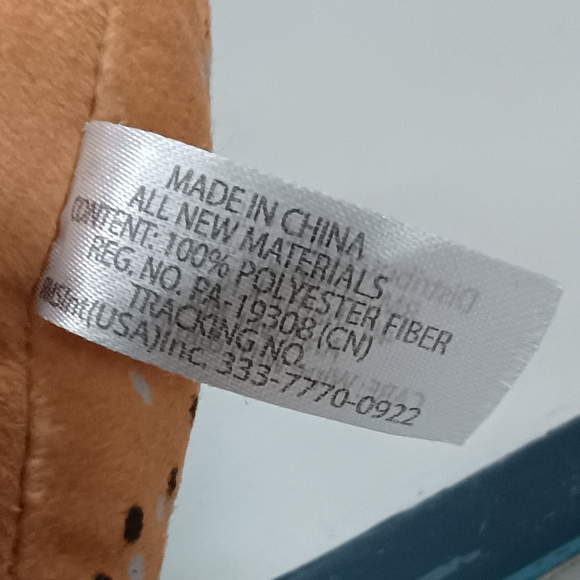 MADE IN CHINA
ALL NEW MATERIALS
CONTENT: 100% POLYESTER FIBER
REG. NO. PA-19308 (CN)
TRACKING NO.
Int(USA)Inc. 333-7770-0922